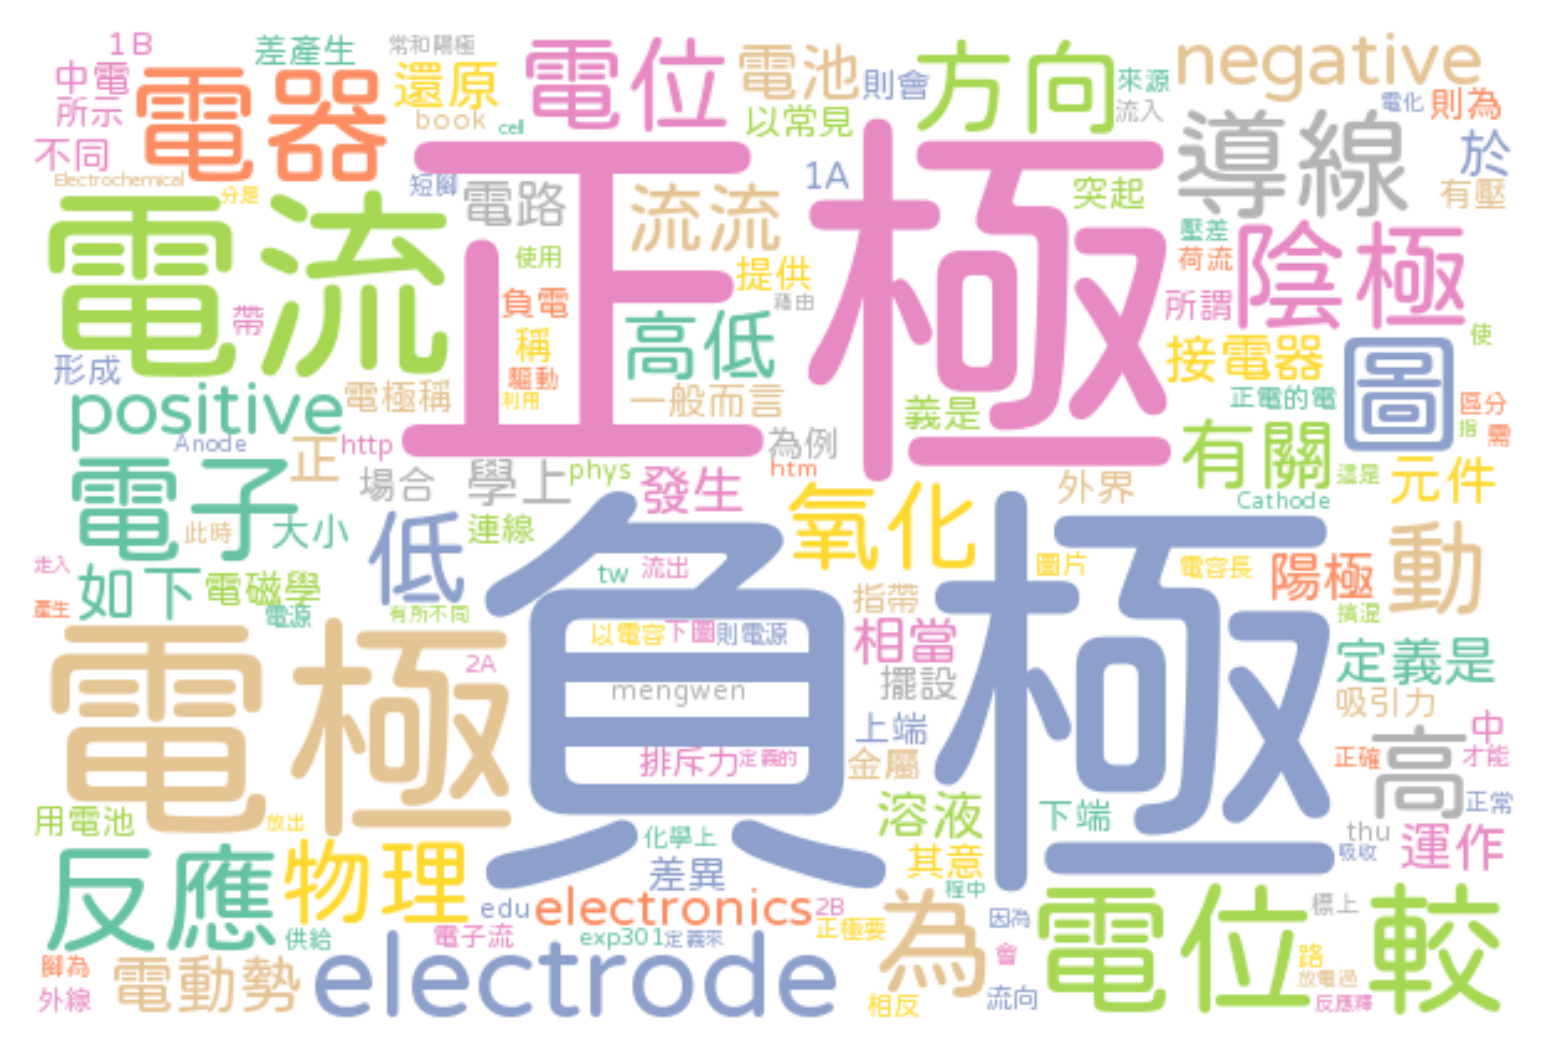 1B
差產生
常和陽極
中電
所示
不同
電器
還原
book
cell
電位
電池
則會
以常見
方向
來源
流入
negative
電化
則為
於
有壓
Electrochemical
分是
短腳
電路
流流
1A
突起
導線
壓差
荷流
所謂
陰極
使
電流
帶
正極
使用
負電
稱
驅動
利用
提供
藉由
高低
一般而言
接電器
圖
正電的電
區分
指
需
形成
positive
電極稱
Anode
正
http
為例
義是
有關
這是
元件
電子
此時
大小
場合
學上
phys
發生
htm
外界
Cathode
走入
產生
如下
電磁學
電源
低
連線
有所不同
tw
流出
氧化
圖片
電容長
陽極
動
搞混
指帶
電極
2A
負極
以電容
下圖
則電源
mengwen
排斥力
定義的
相當
擺設
上端
金屬
定義是
吸引力
中
正確
才能
高
正常
用電池
放出
化學上
差異
溶液
其意
程中
下端
thu
吸收
運作
反應
物理
供給
edu
electronics
2B
電子流
exp301
定義來
正極要
為
因為
會
電位
標上
路
放電過
反應釋
較
腳為
外線
電動勢
electrode
相反
流向